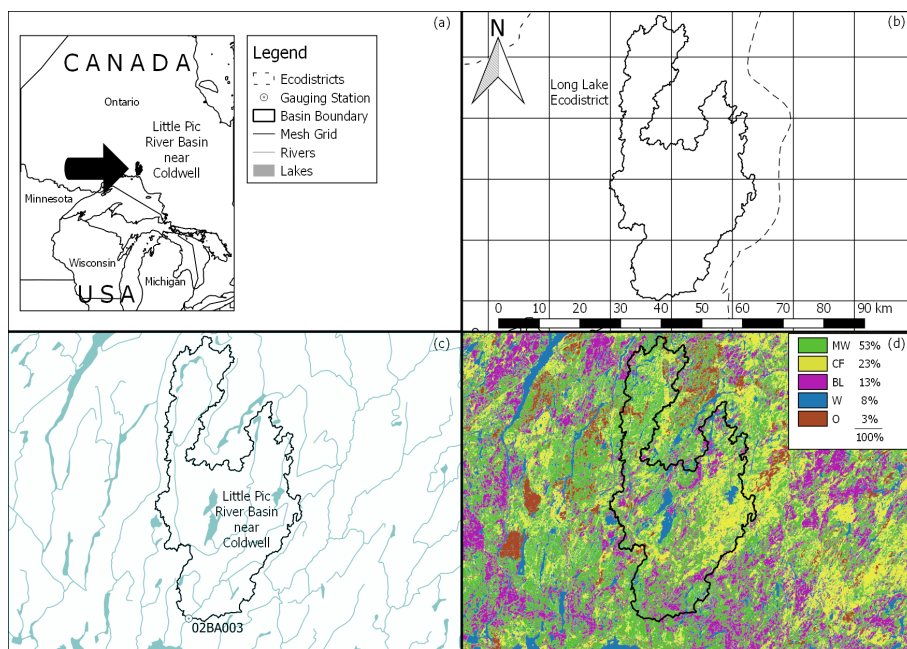 (a)
CANADA
Ontario
Little Pic
River Basin
near
Coldwell
Minnesota
Wisconsin
Michigan
USA
Legend
Ecodistricts
Gauging Station
Basin Boundary
Mesh Grid
Rivers
Lakes
(b)
N
Long Lake
Ecodistrict
0 10 20 30 40 50 60 70 80 90 km
(c)
Little Pic
River Basin
near
Coldwell
02BA003
(d)
MW 53%
CF 23%
BL 13%
W 8%
O 3%
100%